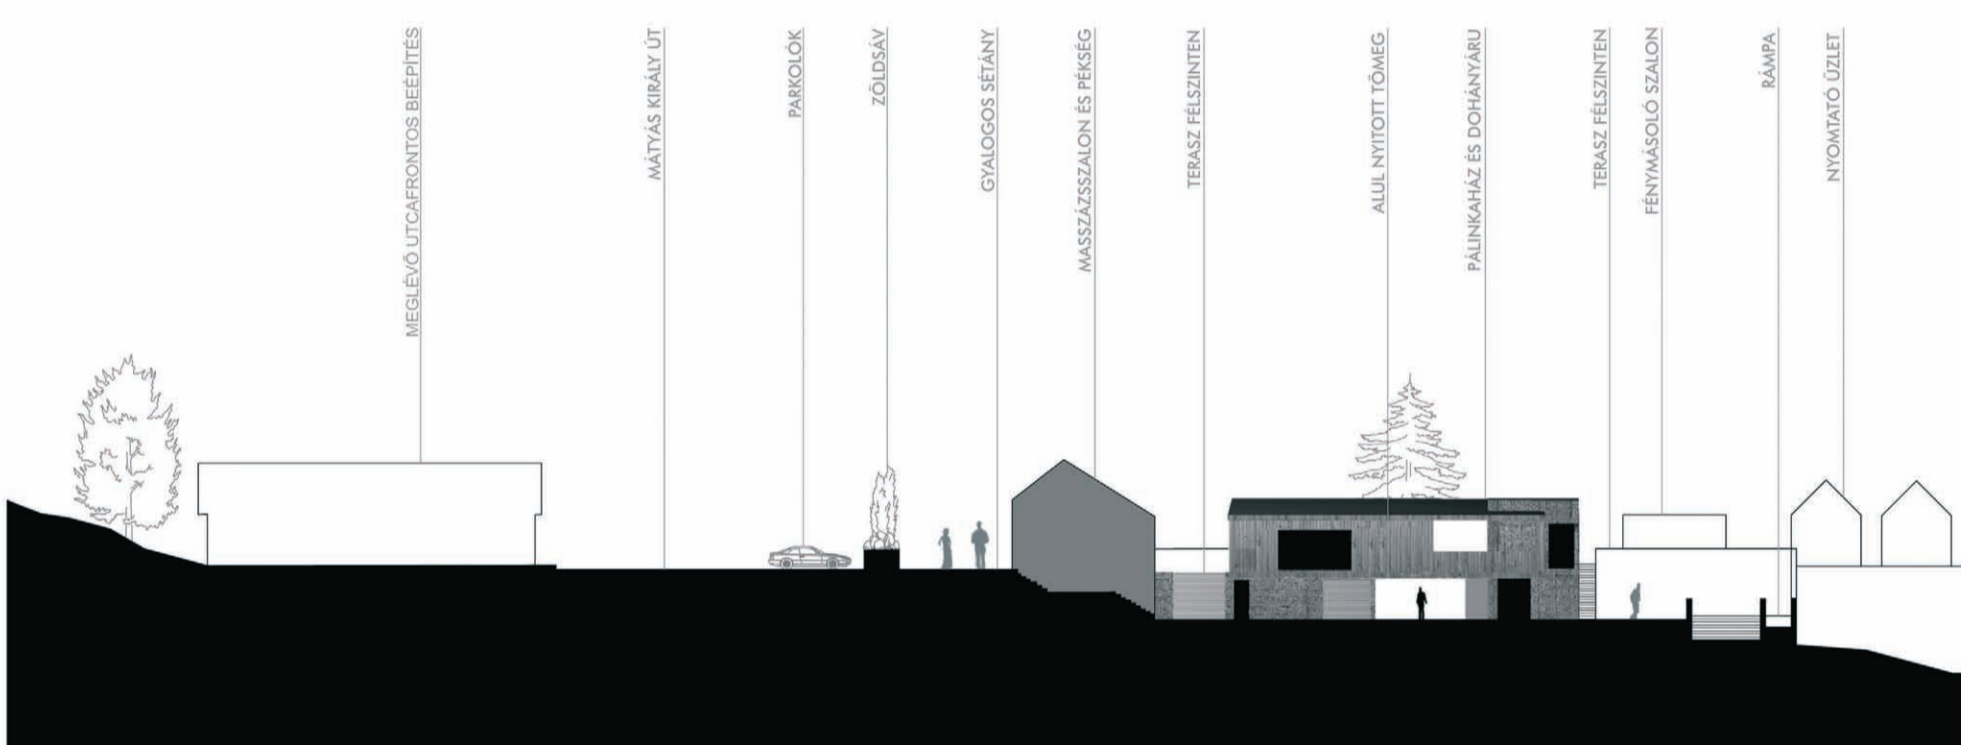 MEGLÉVŐ UTCAFRONTOS BEÉPÍTÉS
MÁTYÁS KIRÁLY ÚT
PARKOLÓK
ZÖLDSÁV
GYALOGOS SÉTÁNY
MASSZÁZSSZALON ÉS PÉKSÉG
TERASZ FÉLSZINTEN
ALUL NYITOTT TÖMEG
PÁLINKAHÁZ ÉS DOHÁNYÁRU
TERASZ FÉLSZINTEN
FÉNYMÁSOLÓ SZALON
RÁMPA
NYOMTATÓ ÜZLET